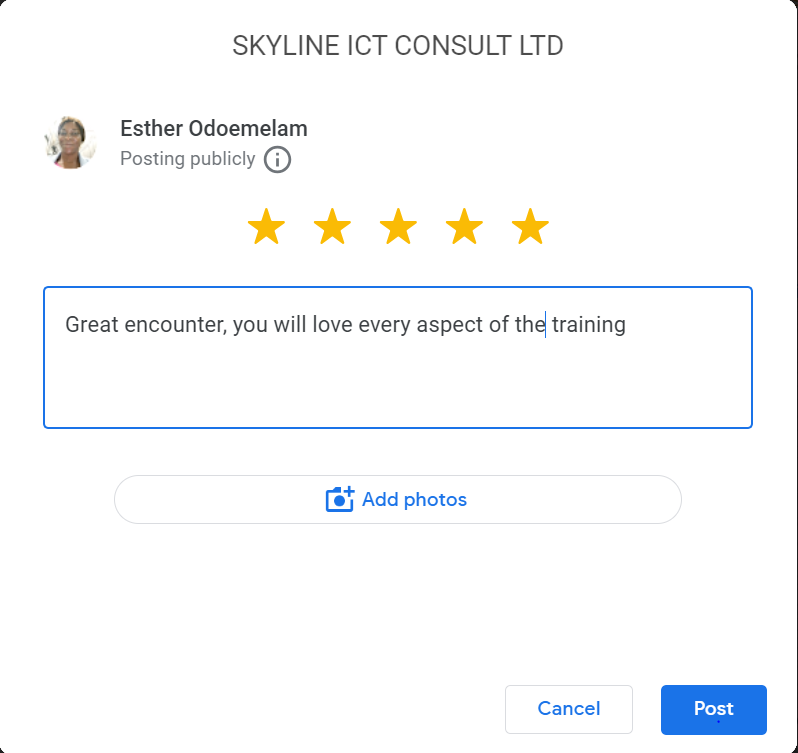 SKYLINE ICT CONSULT LTD
Esther Odoemelam
Posting publicly
Great encounter, you will love every aspect of the training
Add photos
Cancel
Post